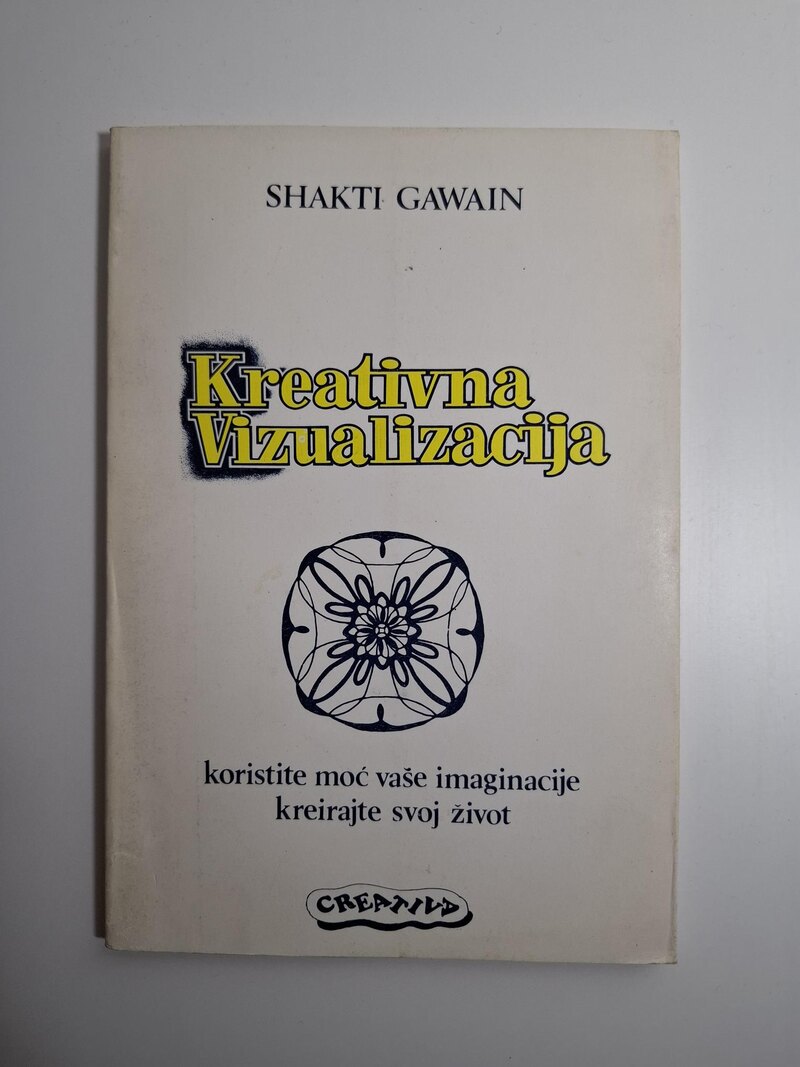 SHAKTI GAWAIN
Kreativna
Vizualizacija
koristite moć vaše imaginacije
kreirajte svoj život
CREATIVA